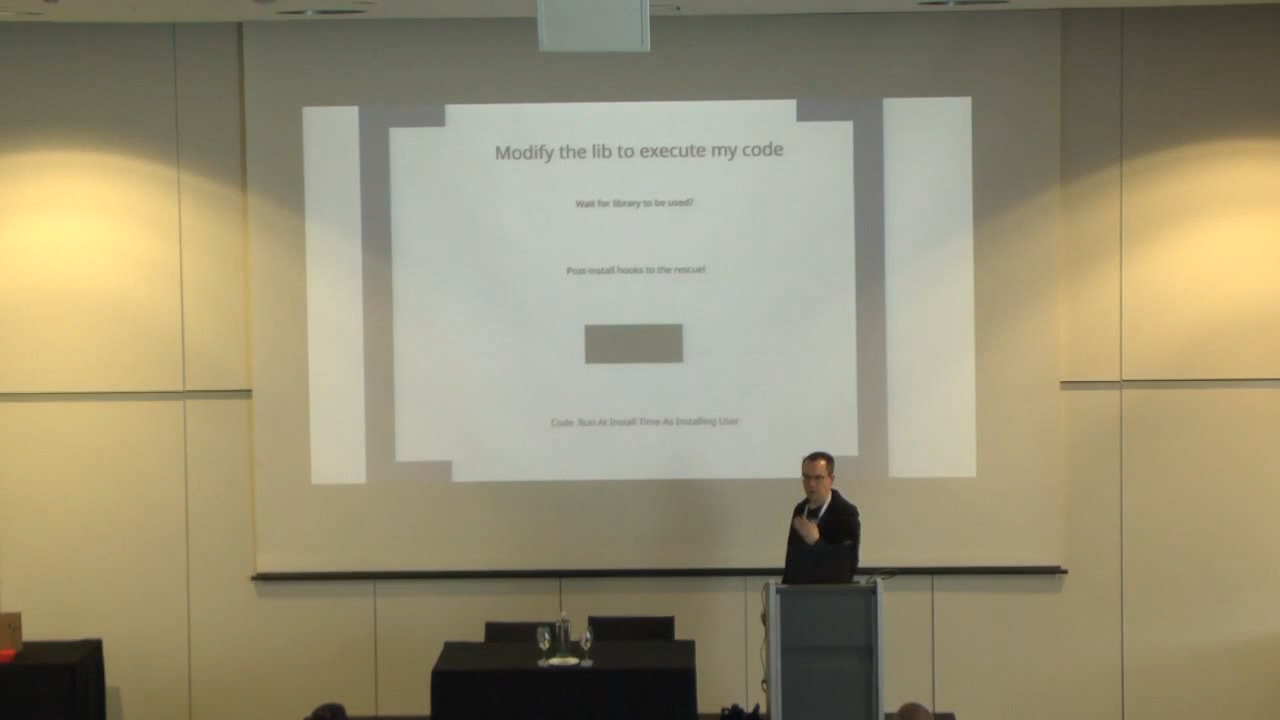 Modify the lib to execute my code
Wait for library to be used?
Post-install hooks to the rescue!
Code Run At Install Time As Installing User